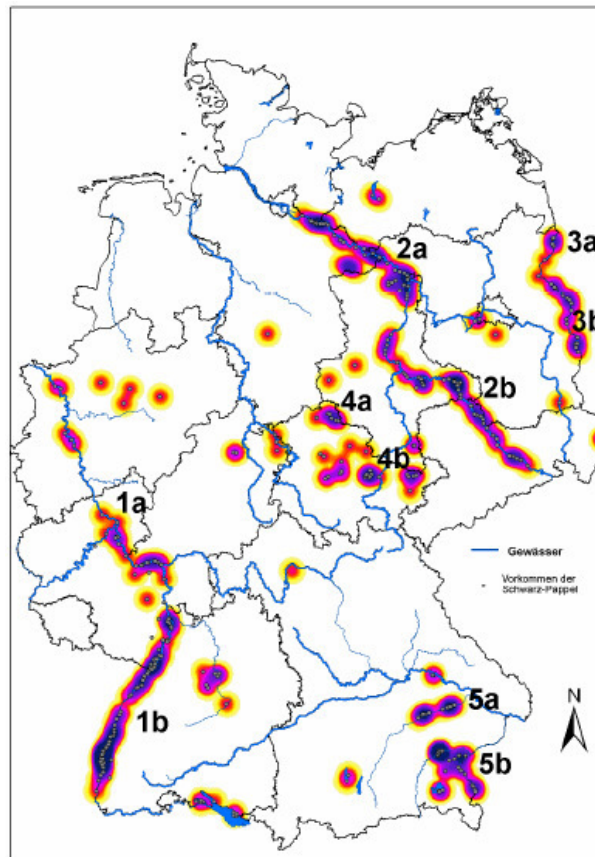 2a
3a
3b
2b
4a
4b
1a
Gewässer
Vorkommen der
Schwarz-Pappel
N
5a
1b
5b